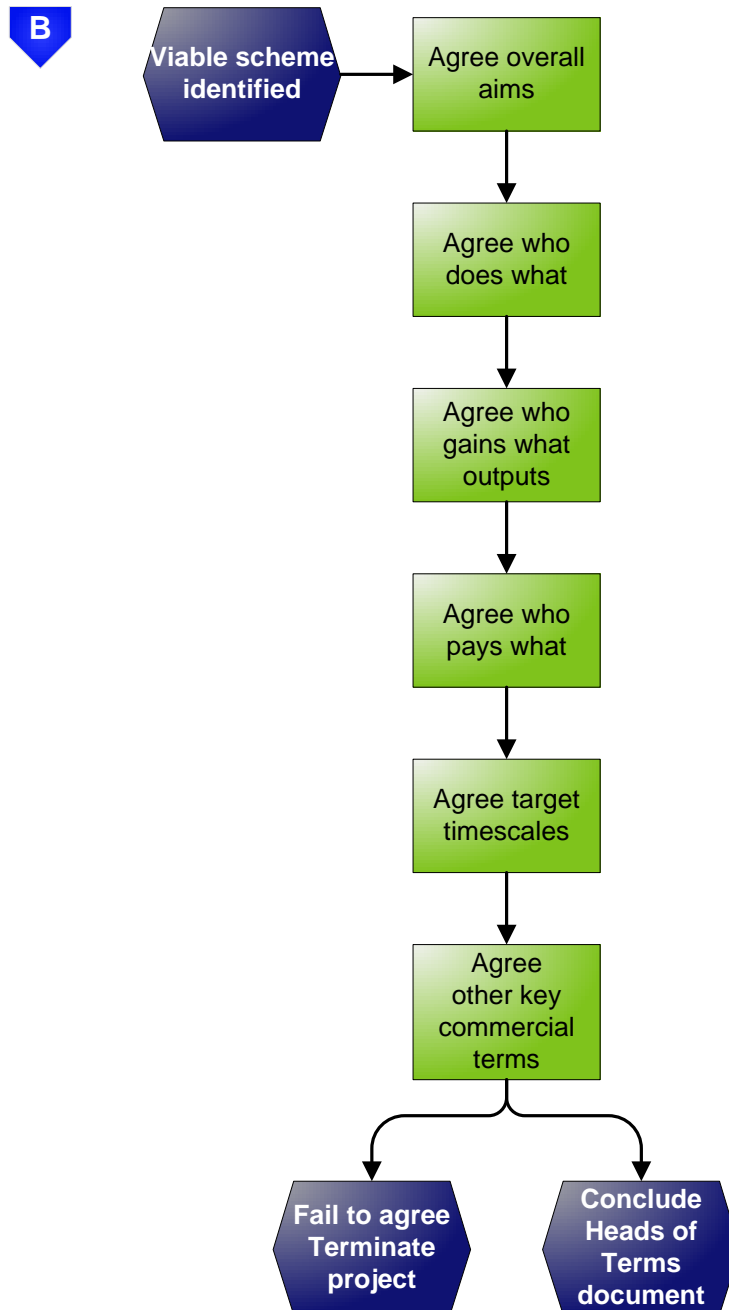 B
Viable scheme
identified
Agree overall
aims
Agree who
does what
Agree who
gains what
outputs
Agree who
pays what
Agree target
timescales
Agree
other key
commercial
terms
Fail to agree
Terminate
project
Conclude
Heads of
Terms
document